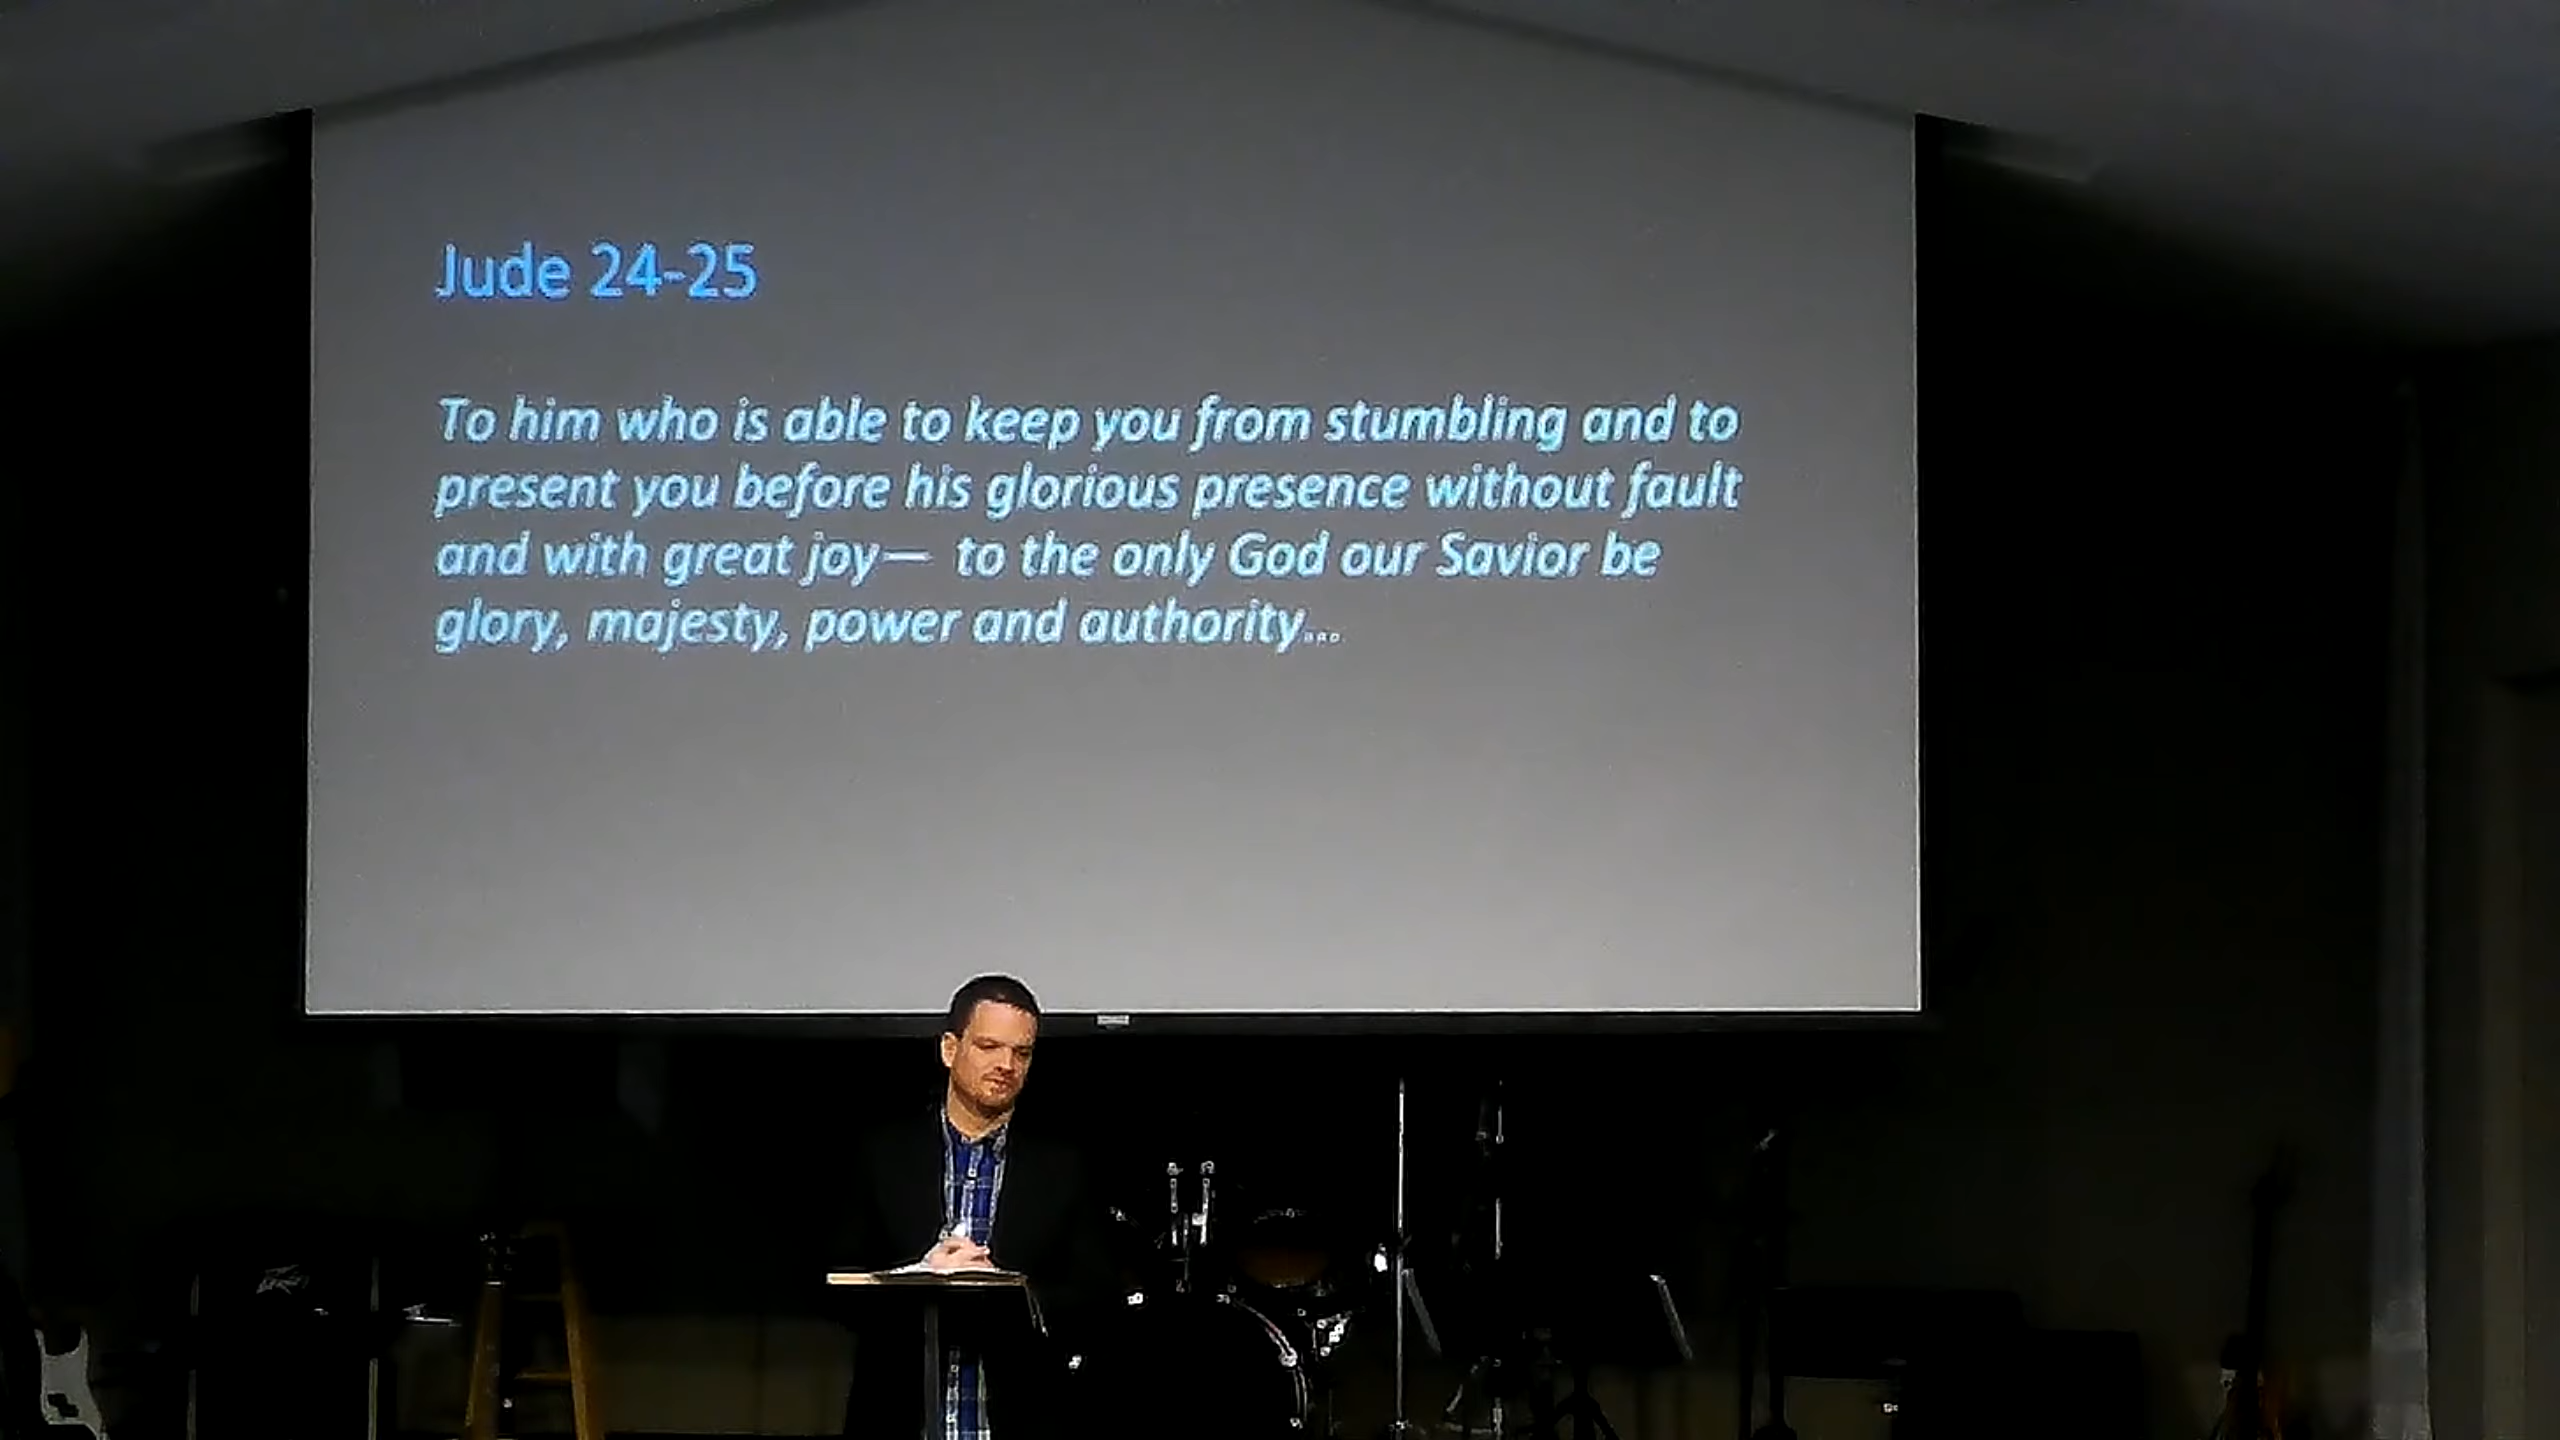 Jude 24-25
To him who is able to keep you from stumbling and to
present you before his glorious presence without fault
and with great joy— to the only God our Savior be
glory, majesty, power and authority...